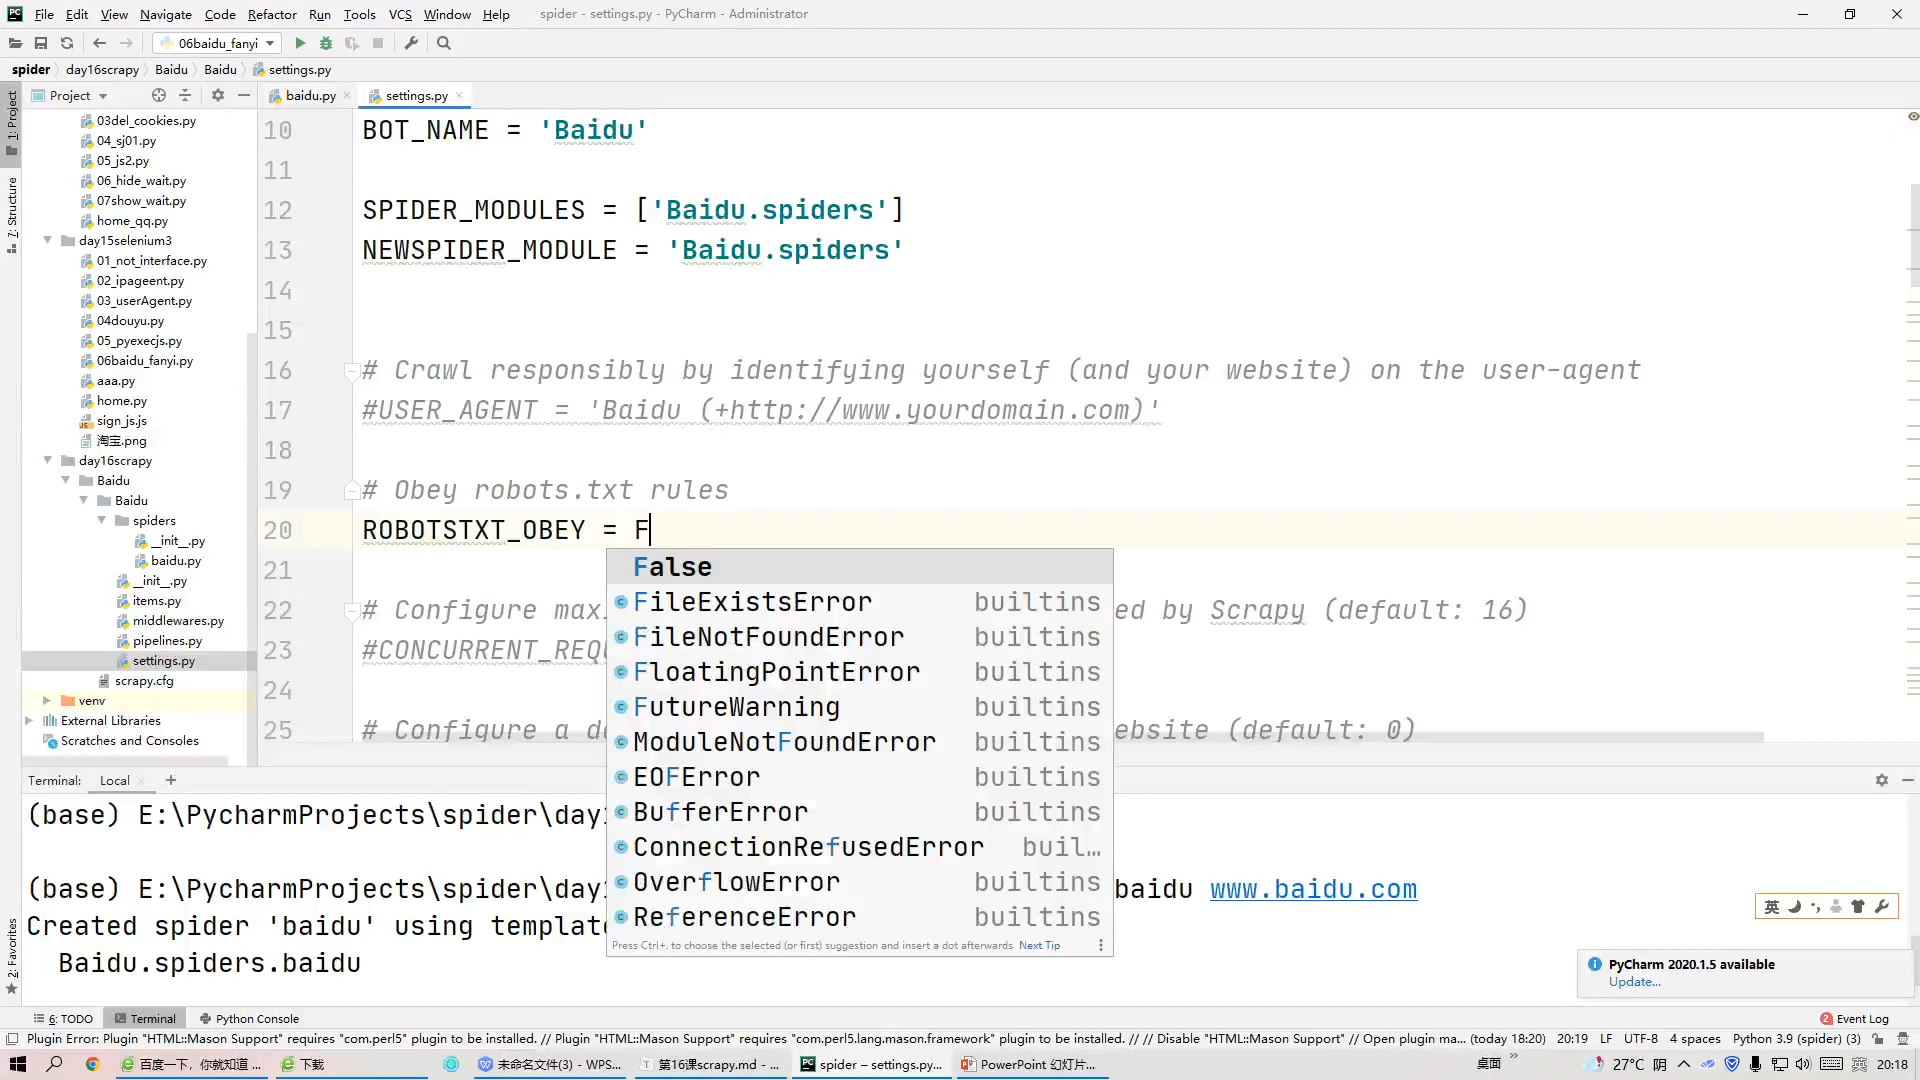 File Edit View Navigate Code Refactor Run Tools VCS Window Help spider - settings.py - PyCharm - Administrator
06baidu_fanyi
spider day16scrapy Baidu Baidu settings.py
Project
baidu.py
settings.py
1: Project
7: Structure
2: Favorites
03del_cookies.py
04_sj01.py
05_js2.py
06_hide_wait.py
07show_wait.py
home_qq.py
day15selenium3
01_not_interface.py
02_ipageent.py
03_userAgent.py
04douyu.py
05_pyexecjs.py
06baidu_fanyi.py
aaa.py
home.py
sign_js.js
淘宝.png
day16scrapy
Baidu
Baidu
spiders
__init__.py
baidu.py
__init__.py
items.py
middlewares.py
pipelines.py
settings.py
scrapy.cfg
venv
External Libraries
Scratches and Consoles
10 BOT_NAME = 'Baidu'
11
12 SPIDER_MODULES = ['Baidu.spiders']
13 NEWSPIDER_MODULE = 'Baidu.spiders'
14
15
16 # Crawl responsibly by identifying yourself (and your website) on the user-agent
17 #USER_AGENT = 'Baidu (+http://www.yourdomain.com)'
18
19 # Obey robots.txt rules
20 ROBOTSTXT_OBEY = F
21
22 # Configure max ed by Scrapy (default: 16)
23 #CONCURRENT_REQU
24
25 # Configure a de ebsite (default: 0)
False
FileExistsError builtins
FileNotFoundError builtins
FloatingPointError builtins
FutureWarning builtins
ModuleNotFoundError builtins
EOFError builtins
BufferError builtins
ConnectionRefusedError buil…
OverflowError builtins
ReferenceError builtins
Press Ctrl+. to choose the selected (or first) suggestion and insert a dot afterwards Next Tip
Terminal: Local +
(base) E:\PycharmProjects\spider\day
(base) E:\PycharmProjects\spider\day baidu www.baidu.com
Created spider 'baidu' using template
Baidu.spiders.baidu
英
PyCharm 2020.1.5 available
Update...
6: TODO Terminal Python Console
2 Event Log
Plugin Error: Plugin "HTML::Mason Support" requires "com.perl5" plugin to be installed. // Plugin "HTML::Mason Support" requires "com.perl5.lang.mason.framework" plugin to be installed. // // Disable "HTML::Mason Support" // Open plugin ma... (today 18:20) 20:19 LF UTF-8 4 spaces Python 3.9 (spider) (3)
百度一下，你就知道 ... 下载 未命名文件(3) - WPS... 第16课scrapy.md - ... spider – settings.py... PowerPoint 幻灯片... 桌面 27°C 阴 英 20:18